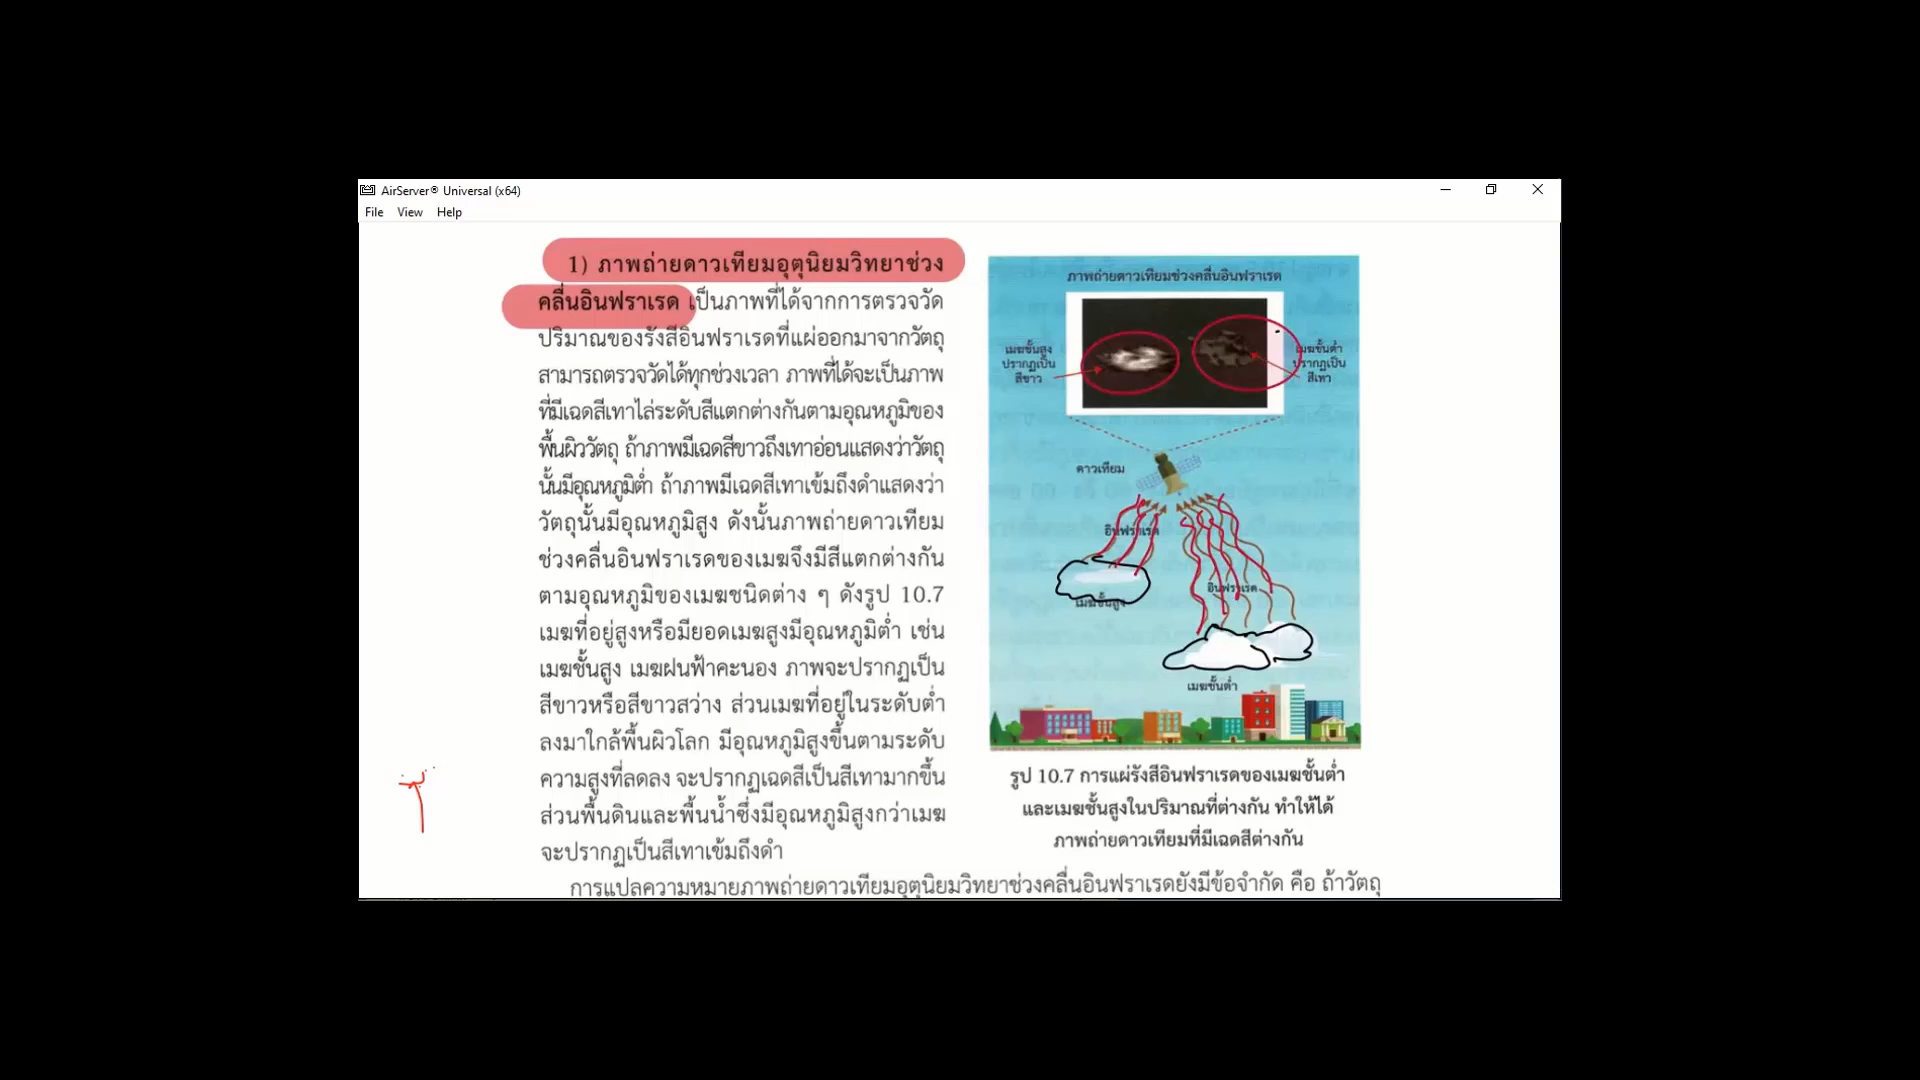 AirServer® Universal (x64)
File View Help
1) ภาพถ่ายดาวเทียมอุตุนิยมวิทยาช่วง
คลื่นอินฟราเรด เป็นภาพที่ได้จากการตรวจวัด
ปริมาณของรังสีอินฟราเรดที่แผ่ออกมาจากวัตถุ
สามารถตรวจวัดได้ทุกช่วงเวลา ภาพที่ได้จะเป็นภาพ
ที่มีเฉดสีเทาไล่ระดับสีแตกต่างกันตามอุณหภูมิของ
พื้นผิววัตถุ ถ้าภาพมีเฉดสีขาวถึงเทาอ่อนแสดงว่าวัตถุ
นั้นมีอุณหภูมิต่ำ ถ้าภาพมีเฉดสีเทาเข้มถึงดำแสดงว่า
วัตถุนั้นมีอุณหภูมิสูง ดังนั้นภาพถ่ายดาวเทียม
ช่วงคลื่นอินฟราเรดของเมฆจึงมีสีแตกต่างกัน
ตามอุณหภูมิของเมฆชนิดต่าง ๆ ดังรูป 10.7
เมฆที่อยู่สูงหรือมียอดเมฆสูงมีอุณหภูมิต่ำ เช่น
เมฆชั้นสูง เมฆฝนฟ้าคะนอง ภาพจะปรากฏเป็น
สีขาวหรือสีขาวสว่าง ส่วนเมฆที่อยู่ในระดับต่ำ
ลงมาใกล้พื้นผิวโลก มีอุณหภูมิสูงขึ้นตามระดับ
ความสูงที่ลดลง จะปรากฏเฉดสีเป็นสีเทามากขึ้น
ส่วนพื้นดินและพื้นน้ำซึ่งมีอุณหภูมิสูงกว่าเมฆ
จะปรากฏเป็นสีเทาเข้มถึงดำ
ภาพถ่ายดาวเทียมช่วงคลื่นอินฟราเรด
เมฆชั้นสูง
ปรากฏเป็น
สีขาว
เมฆชั้นต่ำ
ปรากฏเป็น
สีเทา
ดาวเทียม
อินฟราเรด
อินฟราเรด
เมฆชั้นสูง
เมฆชั้นต่ำ
รูป 10.7 การแผ่รังสีอินฟราเรดของเมฆชั้นต่ำ
และเมฆชั้นสูงในปริมาณที่ต่างกัน ทำให้ได้
ภาพถ่ายดาวเทียมที่มีเฉดสีต่างกัน
การแปลความหมายภาพถ่ายดาวเทียมอุตุนิยมวิทยาช่วงคลื่นอินฟราเรดยังมีข้อจำกัด คือ ถ้าวัตถุ